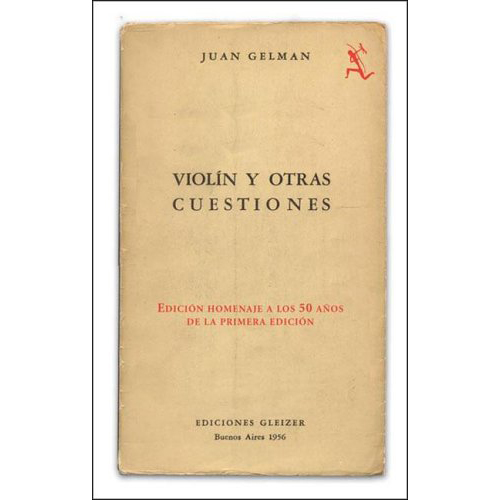 JUAN GELMAN
VIOLÍN Y OTRAS
CUESTIONES
EDICIÓN HOMENAJE A LOS 50 AÑOS
DE LA PRIMERA EDICIÓN
EDICIONES GLEIZER
Buenos Aires 1956